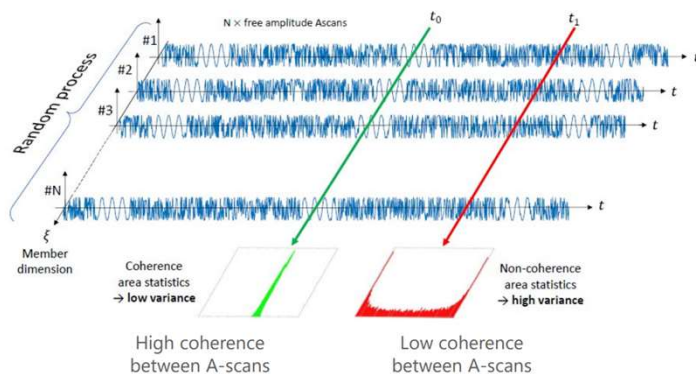 N × free amplitude Ascans
t₀
t₁
#1
t
#2
t
#3
t
Random process
#N
t
ξ
Member
dimension
Coherence
area statistics
→ low variance
Non-coherence
area statistics
→ high variance
High coherence
between A-scans
Low coherence
between A-scans